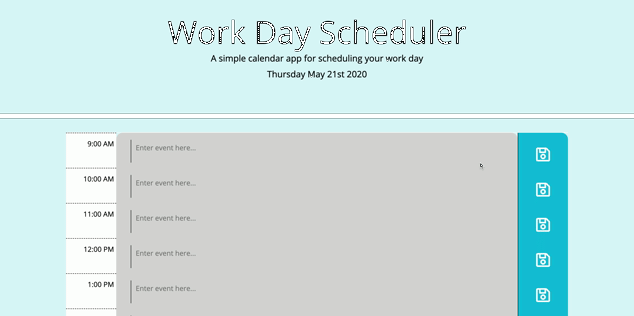 Work Day Scheduler
A simple calendar app for scheduling your work day
Thursday May 21st 2020
9:00 AM Enter event here...
10:00 AM Enter event here...
11:00 AM Enter event here...
12:00 PM Enter event here...
1:00 PM Enter event here...